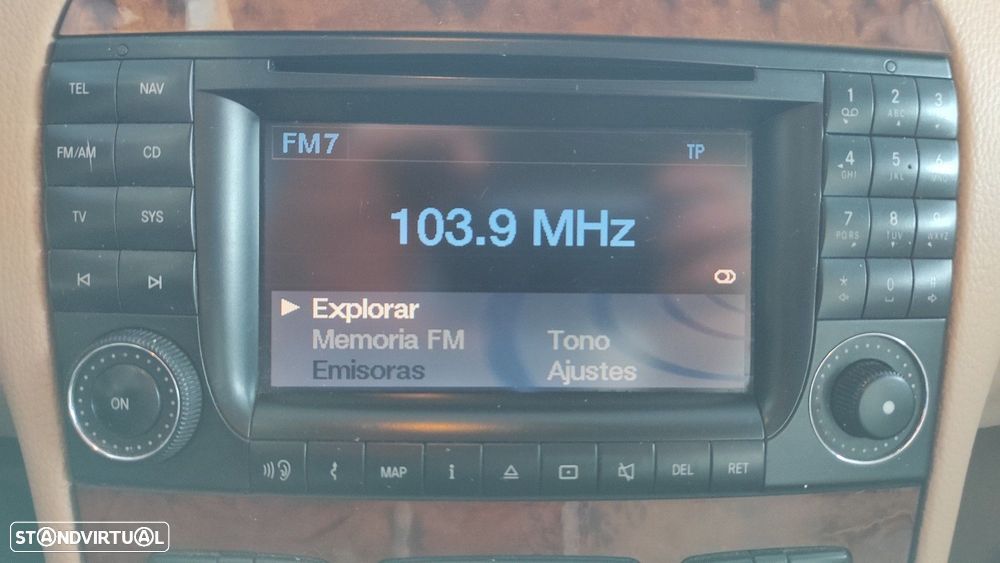 TEL NAV
FM/AM CD
TV SYS
ON
FM7 TP
103.9 MHz
Explorar
Memoria FM Tono
Emisoras Ajustes
1 2 ABC 3
4 GHI 5 JKL 6
7 PQRS 8 TUV 9 WXYZ
* 0 #
MAP i DEL RET
STANDVIRTUAL